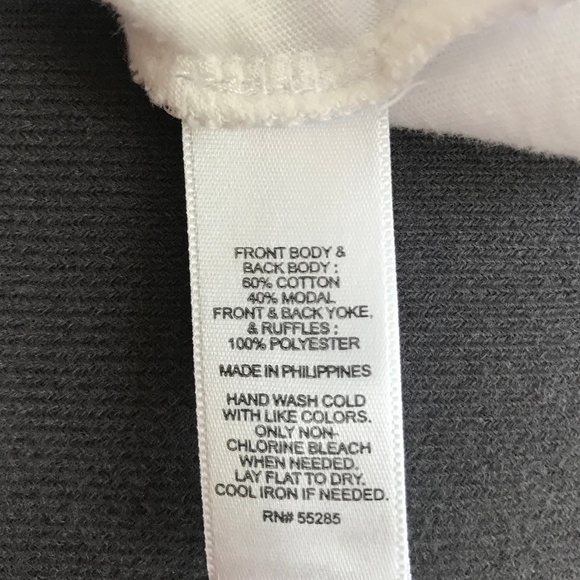 FRONT BODY &
BACK BODY :
60% COTTON
40% MODAL
FRONT & BACK YOKE,
& RUFFLES :
100% POLYESTER
MADE IN PHILIPPINES
HAND WASH COLD
WITH LIKE COLORS.
ONLY NON-
CHLORINE BLEACH
WHEN NEEDED.
LAY FLAT TO DRY.
COOL IRON IF NEEDED.
RN# 55285